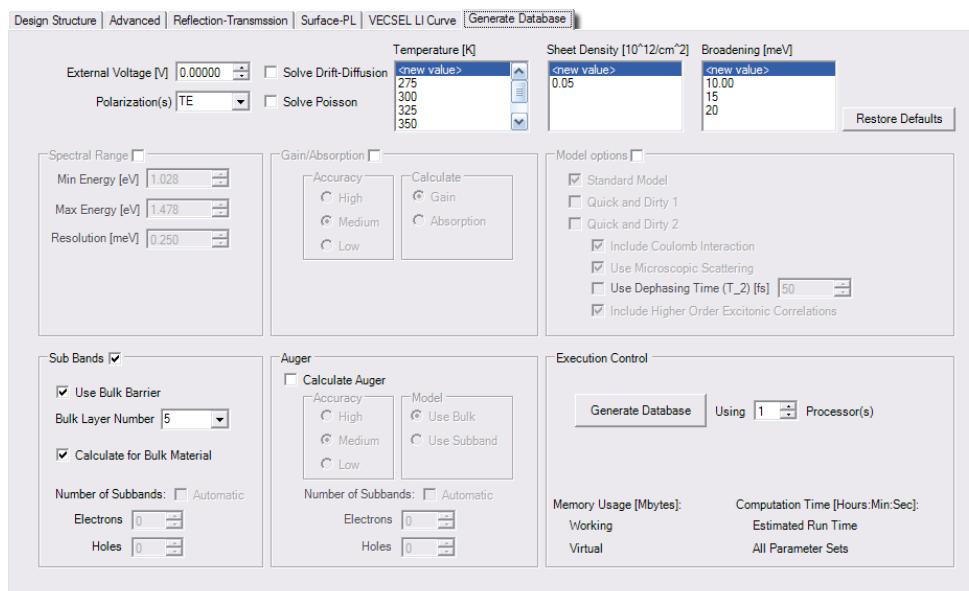 Design Structure Advanced Reflection-Transmssion Surface-PL VECSEL LI Curve Generate Database
Temperature [K] Sheet Density [10^12/cm^2] Broadening [meV]
External Voltage [V] 0.00000 Solve Drift-Diffusion <new value> <new value> <new value>
275 0.05 10.00
Polarization(s) TE Solve Poisson 300 15
325 20
350 Restore Defaults
Spectral Range Gain/Absorption Model options
Min Energy [eV] 1.028 Accuracy Calculate Standard Model
High Gain Quick and Dirty 1
Max Energy [eV] 1.478 Medium Absorption Quick and Dirty 2
Resolution [meV] 0.250 Low Include Coulomb Interaction
Use Microscopic Scattering
Use Dephasing Time (T_2) [fs] 50
Include Higher Order Excitonic Correlations
Sub Bands Auger Execution Control
Calculate Auger
Use Bulk Barrier Accuracy Model
Bulk Layer Number 5 High Use Bulk Generate Database Using 1 Processor(s)
Medium Use Subband
Calculate for Bulk Material Low
Number of Subbands: Automatic Number of Subbands: Automatic Memory Usage [Mbytes]: Computation Time [Hours:Min:Sec]:
Electrons 0 Electrons 0 Working Estimated Run Time
Holes 0 Holes 0 Virtual All Parameter Sets